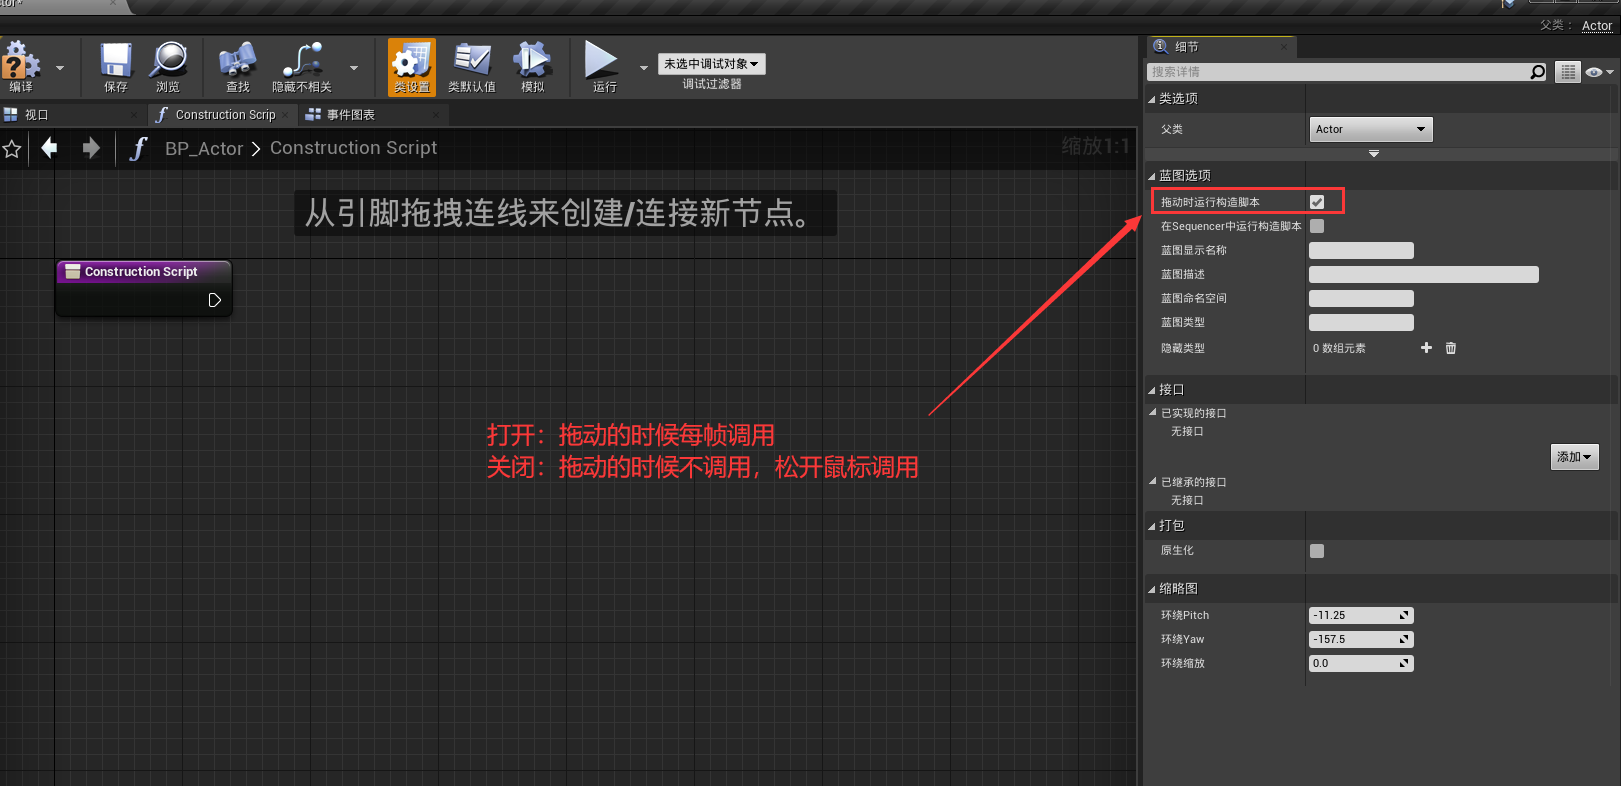 父类： Actor
编译
保存
浏览
查找
隐藏不相关
类设置
类默认值
模拟
运行
未选中调试对象
调试过滤器
视口
Construction Scrip
事件图表
BP_Actor
Construction Script
缩放1:1
从引脚拖拽连线来创建/连接新节点。
Construction Script
打开：拖动的时候每帧调用
关闭：拖动的时候不调用，松开鼠标调用
细节
搜索详情
类选项
父类
Actor
蓝图选项
拖动时运行构造脚本
在Sequencer中运行构造脚本
蓝图显示名称
蓝图描述
蓝图命名空间
蓝图类型
隐藏类型
0 数组元素
接口
已实现的接口
无接口
添加
已继承的接口
无接口
打包
原生化
缩略图
环绕Pitch
-11.25
环绕Yaw
-157.5
环绕缩放
0.0